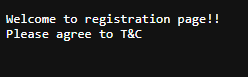 Welcome to registration page!!
Please agree to T&C